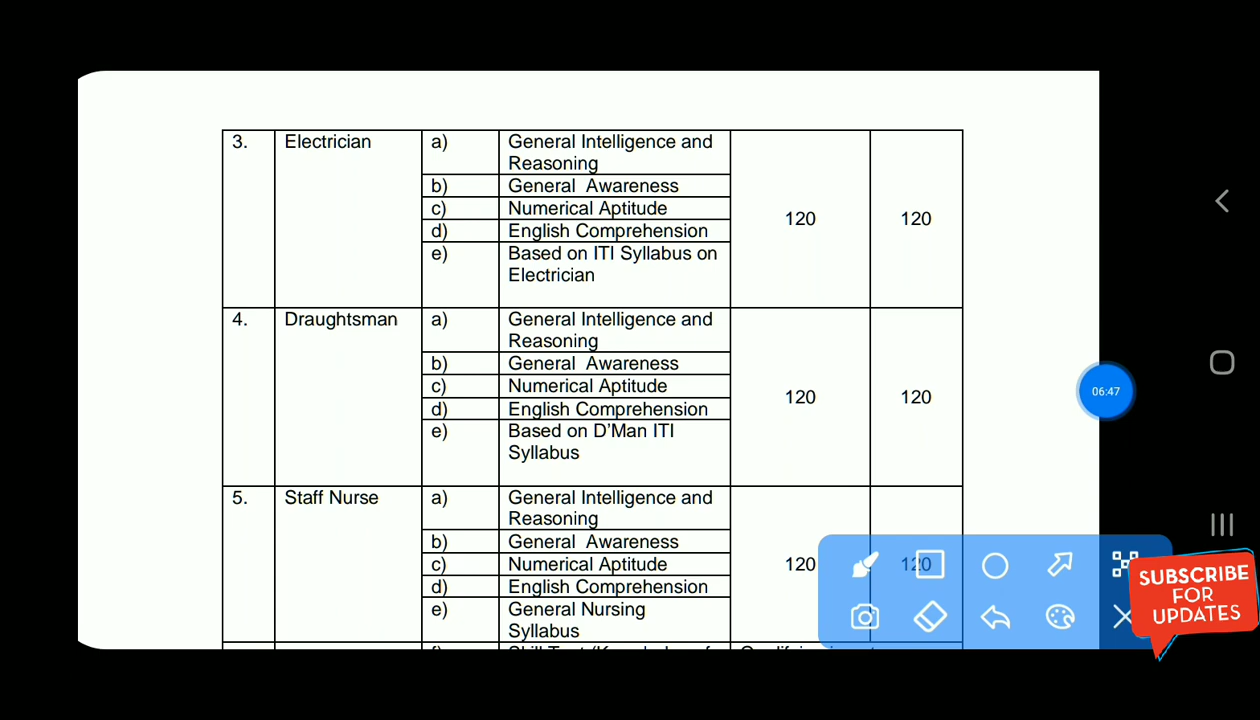 3. Electrician a) General Intelligence and
Reasoning
b) General Awareness
c) Numerical Aptitude
d) English Comprehension
e) Based on ITI Syllabus on
Electrician
120 120
4. Draughtsman a) General Intelligence and
Reasoning
b) General Awareness
c) Numerical Aptitude
d) English Comprehension
e) Based on D'Man ITI
Syllabus
120 120
06:47
5. Staff Nurse a) General Intelligence and
Reasoning
b) General Awareness
c) Numerical Aptitude
d) English Comprehension
e) General Nursing
Syllabus
120 120
SUBSCRIBE
FOR
UPDATES